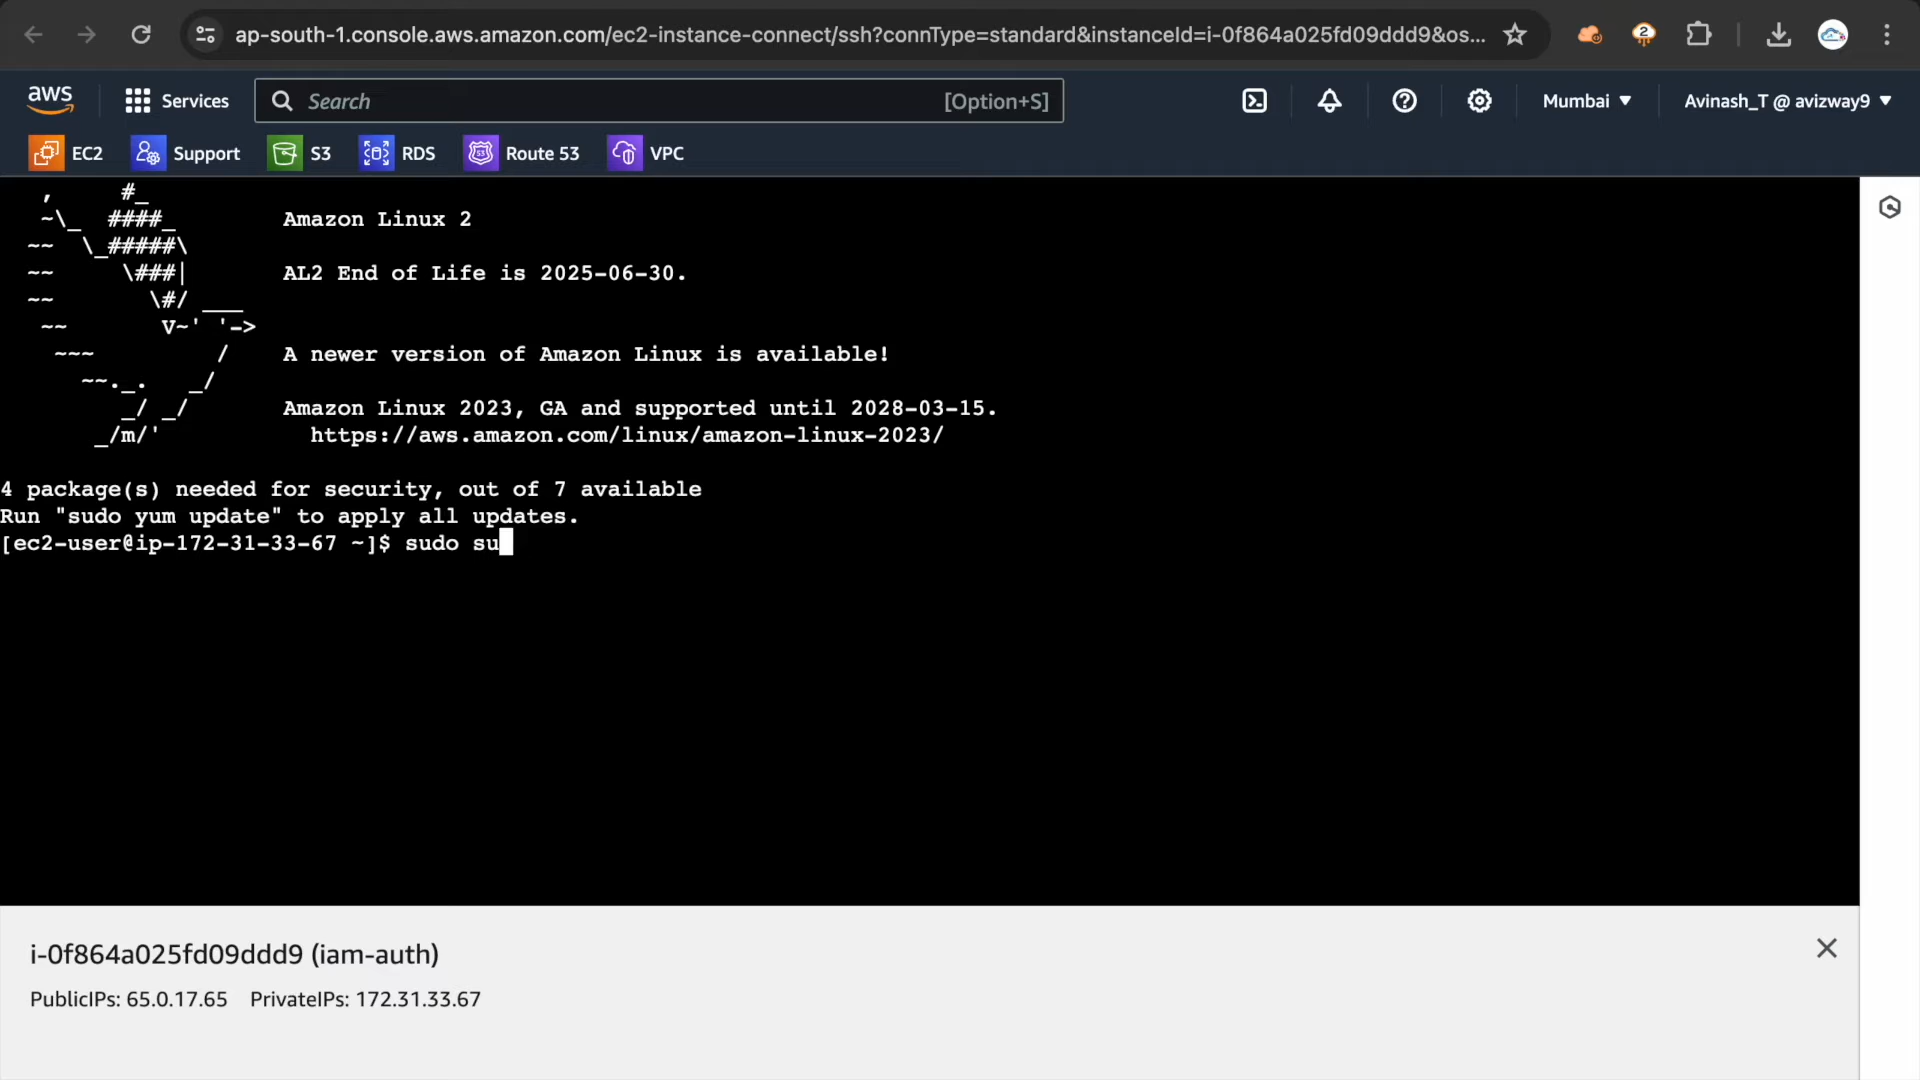 ap-south-1.console.aws.amazon.com/ec2-instance-connect/ssh?connType=standard&instanceId=i-0f864a025fd09ddd9&os...
2
aws
Services
Search
[Option+S]
Mumbai
Avinash_T @ avizway9
EC2
Support
S3
RDS
Route 53
VPC
   ,     #_
   ~\_  ####_        Amazon Linux 2
  ~~  \_#####\
  ~~     \###|       AL2 End of Life is 2025-06-30.
  ~~       \#/ ___
   ~~       V~' '->
    ~~~         /    A newer version of Amazon Linux is available!
      ~~._.   _/
         _/ _/       Amazon Linux 2023, GA and supported until 2028-03-15.
       _/m/'           https://aws.amazon.com/linux/amazon-linux-2023/
4 package(s) needed for security, out of 7 available
Run "sudo yum update" to apply all updates.
[ec2-user@ip-172-31-33-67 ~]$ sudo su
i-0f864a025fd09ddd9 (iam-auth)
PublicIPs: 65.0.17.65 PrivateIPs: 172.31.33.67